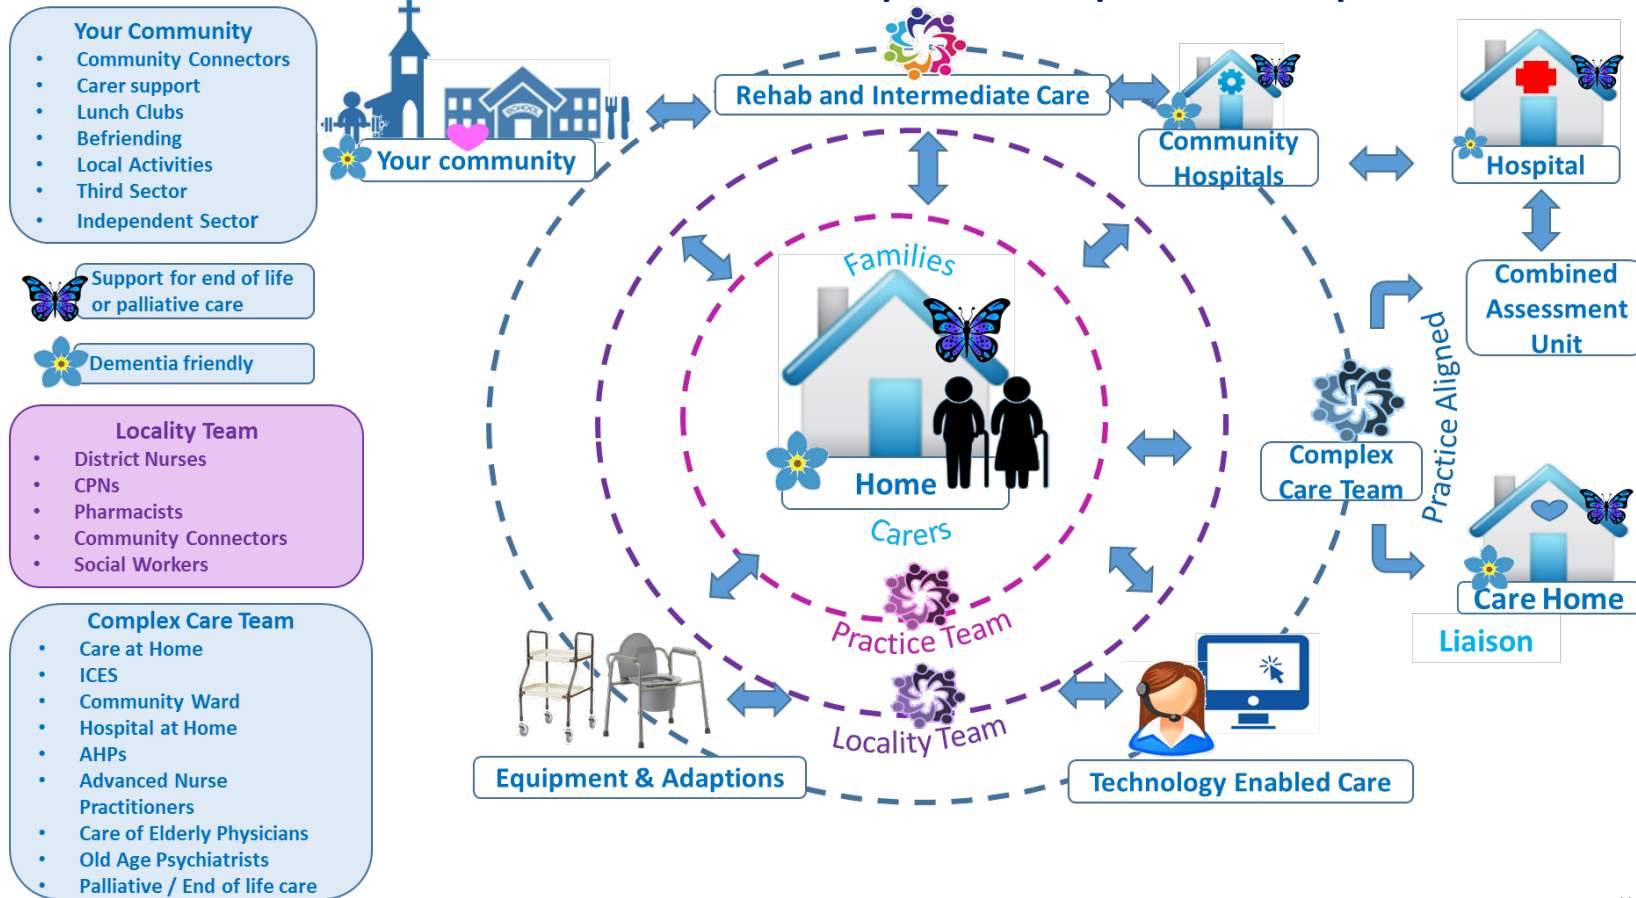 Your Community
• Community Connectors
• Carer support
• Lunch Clubs
• Befriending
• Local Activities
• Third Sector
• Independent Sector
Support for end of life
or palliative care
Dementia friendly
Locality Team
• District Nurses
• CPNs
• Pharmacists
• Community Connectors
• Social Workers
Complex Care Team
• Care at Home
• ICES
• Community Ward
• Hospital at Home
• AHPs
• Advanced Nurse
Practitioners
• Care of Elderly Physicians
• Old Age Psychiatrists
• Palliative / End of life care
SCHOOL
Your community
Rehab and Intermediate Care
Community
Hospitals
Hospital
Combined
Assessment
Unit
Families
Home
Carers
Practice Team
Locality Team
Complex
Care Team
Practice Aligned
Care Home
Liaison
Equipment & Adaptions
Technology Enabled Care